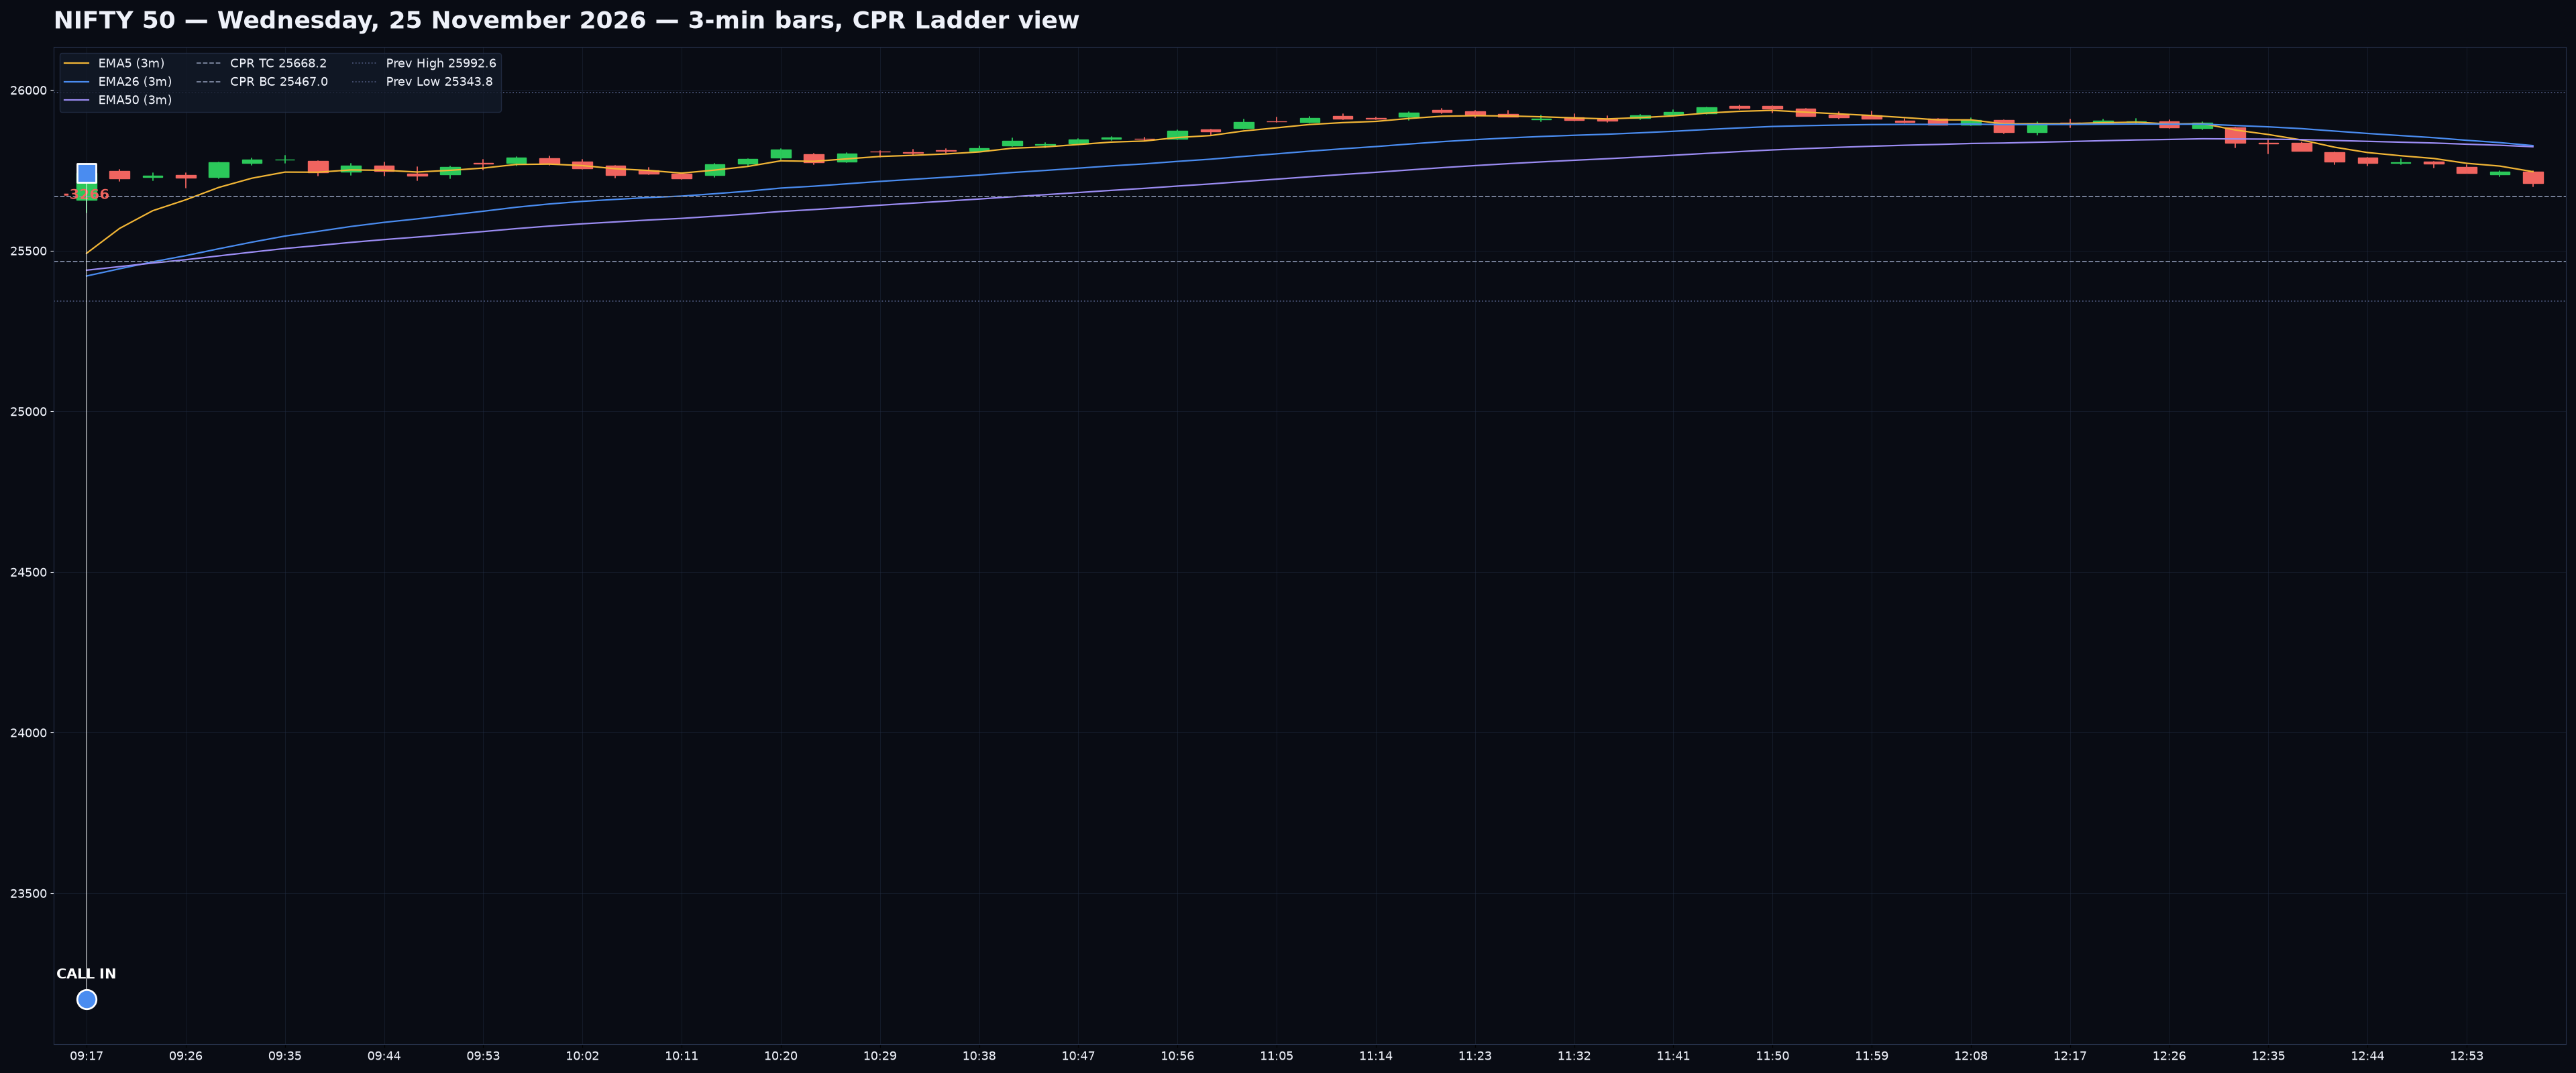 NIFTY 50 — Wednesday, 25 November 2026 — 3-min bars, CPR Ladder view
EMA5 (3m) CPR TC 25668.2 Prev High 25992.6
EMA26 (3m) CPR BC 25467.0 Prev Low 25343.8
EMA50 (3m)
26000
25500
25000
24500
24000
23500
CALL IN
09:17 09:26 09:35 09:44 09:53 10:02 10:11 10:20 10:29 10:38 10:47 10:56 11:05 11:14 11:23 11:32 11:41 11:50 11:59 12:08 12:17 12:26 12:35 12:44 12:53